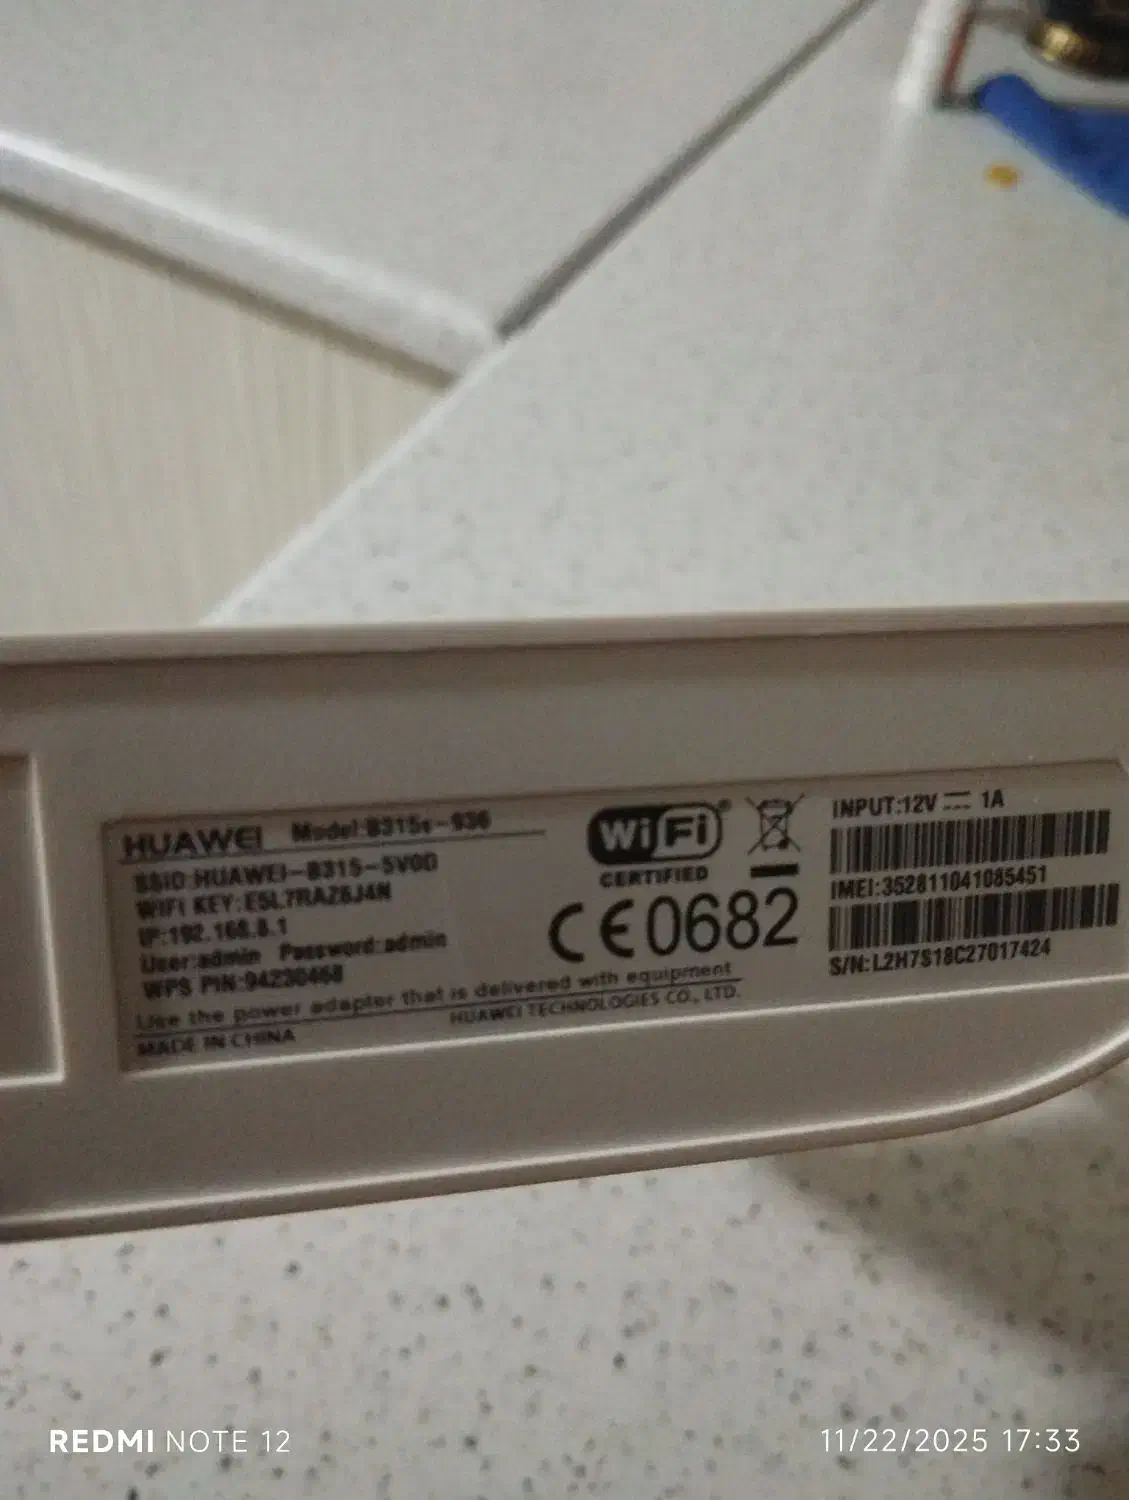 HUAWEI Model:B315s-936
SSID:HUAWEI-B315-5V0D
WIFI KEY:E5L7RAZ6J4N
IP:192.168.8.1
User:admin Password:admin
WPS PIN:94230468
Use the power adapter that is delivered with equipment
HUAWEI TECHNOLOGIES CO., LTD.
MADE IN CHINA
WiFi®
CERTIFIED
CE0682
INPUT:12V ⎓ 1A
IMEI:352811041085451
S/N:L2H7S18C27017424
REDMI NOTE 12
11/22/2025 17:33